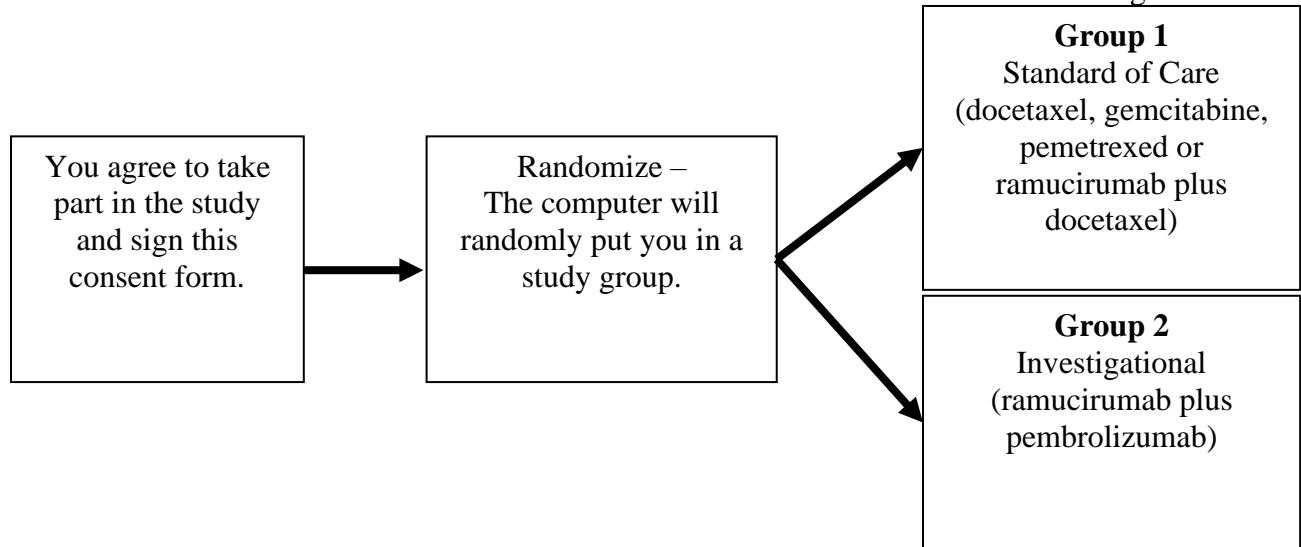 You agree to take
part in the study
and sign this
consent form.
Randomize –
The computer will
randomly put you in a
study group.
Group 1
Standard of Care
(docetaxel, gemcitabine,
pemetrexed or
ramucirumab plus
docetaxel)
Group 2
Investigational
(ramucirumab plus
pembrolizumab)